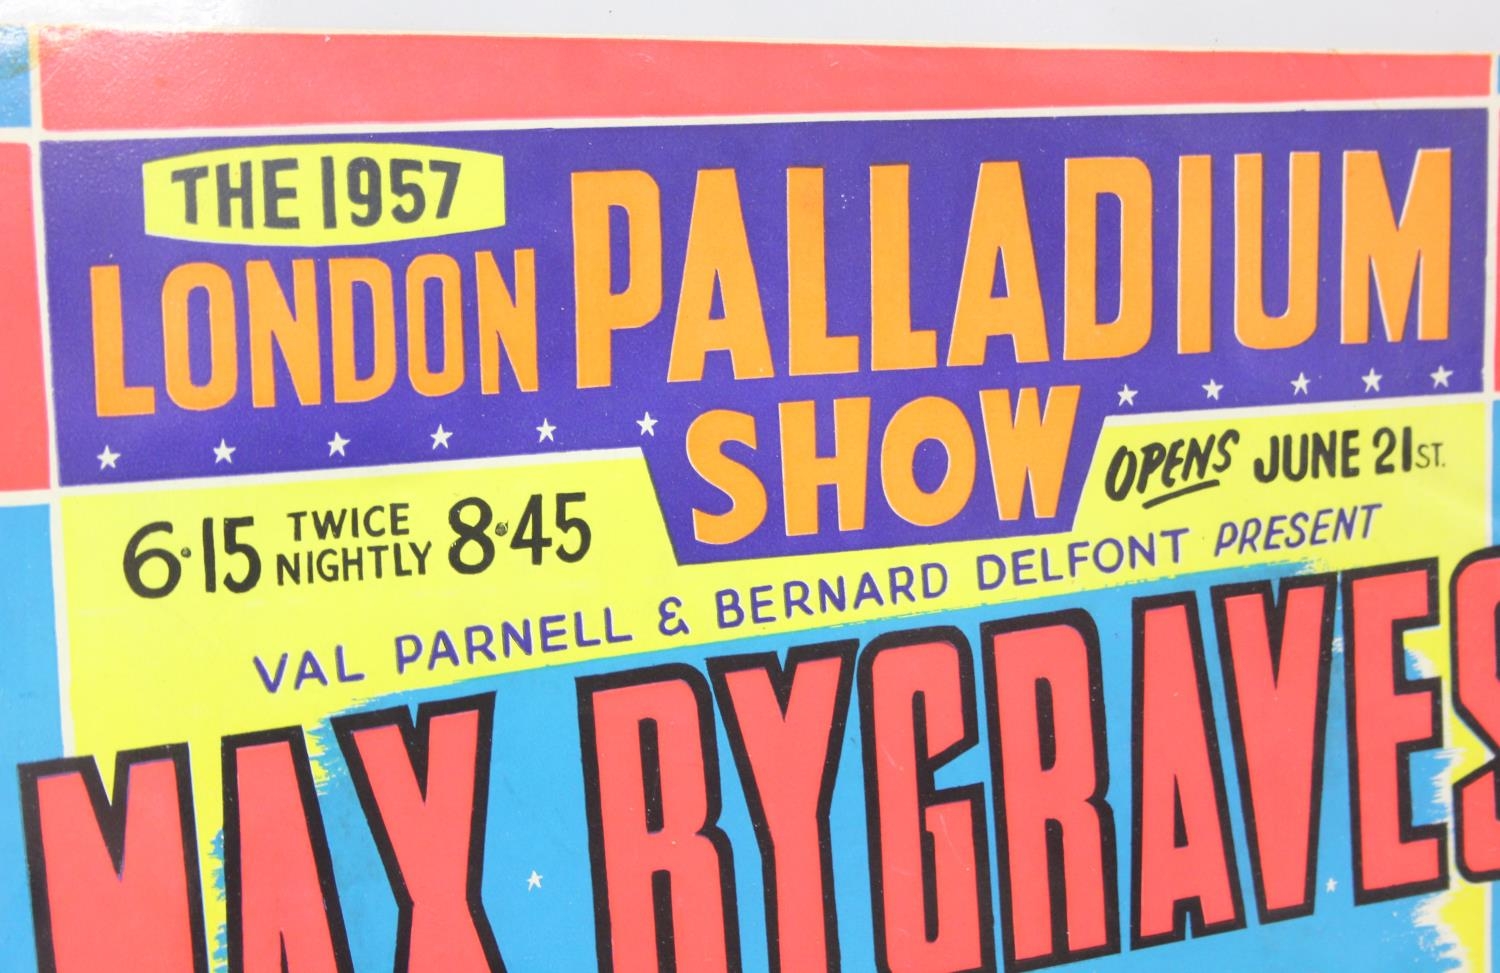 THE 1957
LONDON PALLADIUM
SHOW
6·15 TWICE NIGHTLY 8·45
OPENS JUNE 21ST.
VAL PARNELL & BERNARD DELFONT PRESENT
MAX BYGRAVES